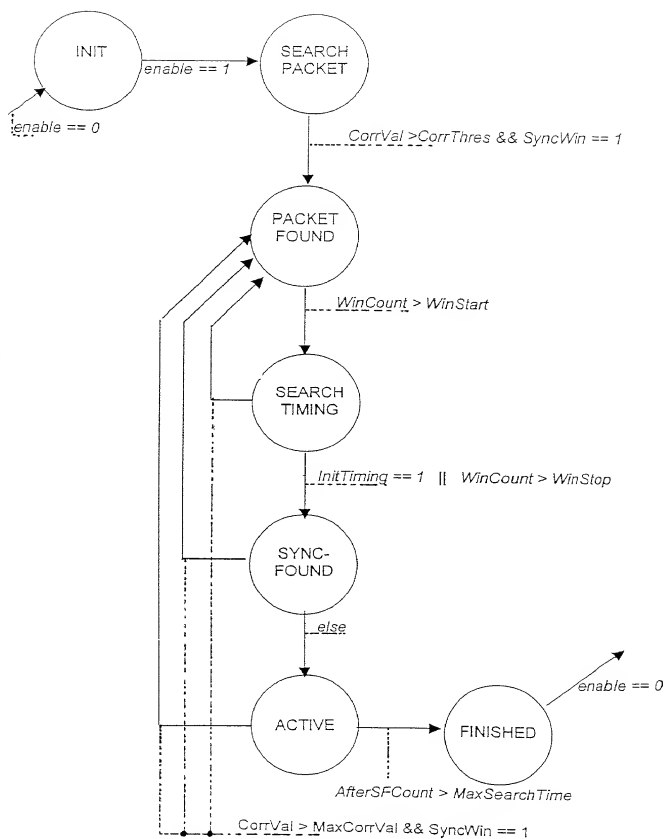 INIT
SEARCH
PACKET
enable == 1
enable == 0
CorrVal >CorrThres && SyncWin == 1
PACKET
FOUND
WinCount > WinStart
SEARCH
TIMING
InitTiming == 1 || WinCount > WinStop
SYNC-
FOUND
else
enable == 0
ACTIVE
FINISHED
AfterSFCount > MaxSearchTime
CorrVal > MaxCorrVal && SyncWin == 1